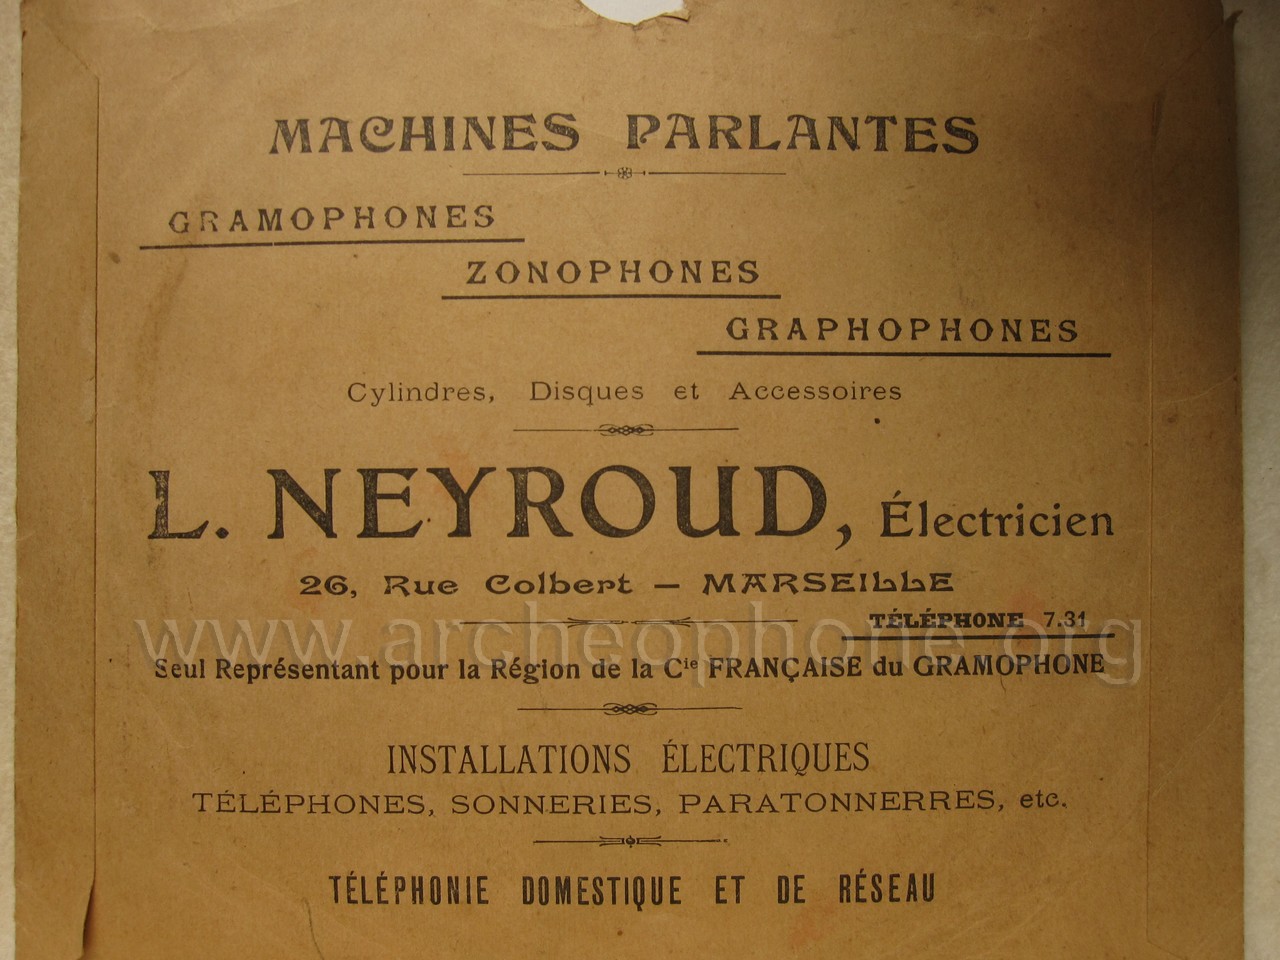 MACHINES PARLANTES
GRAMOPHONES
ZONOPHONES
GRAPHOPHONES
Cylindres, Disques et Accessoires
L. NEYROUD, Électricien
26, Rue Colbert — MARSEILLE
TÉLÉPHONE 7.31
www.archeophone.org
Seul Représentant pour la Région de la Cie FRANÇAISE du GRAMOPHONE
INSTALLATIONS ÉLECTRIQUES
TÉLÉPHONES, SONNERIES, PARATONNERRES, etc.
TÉLÉPHONIE DOMESTIQUE ET DE RÉSEAU